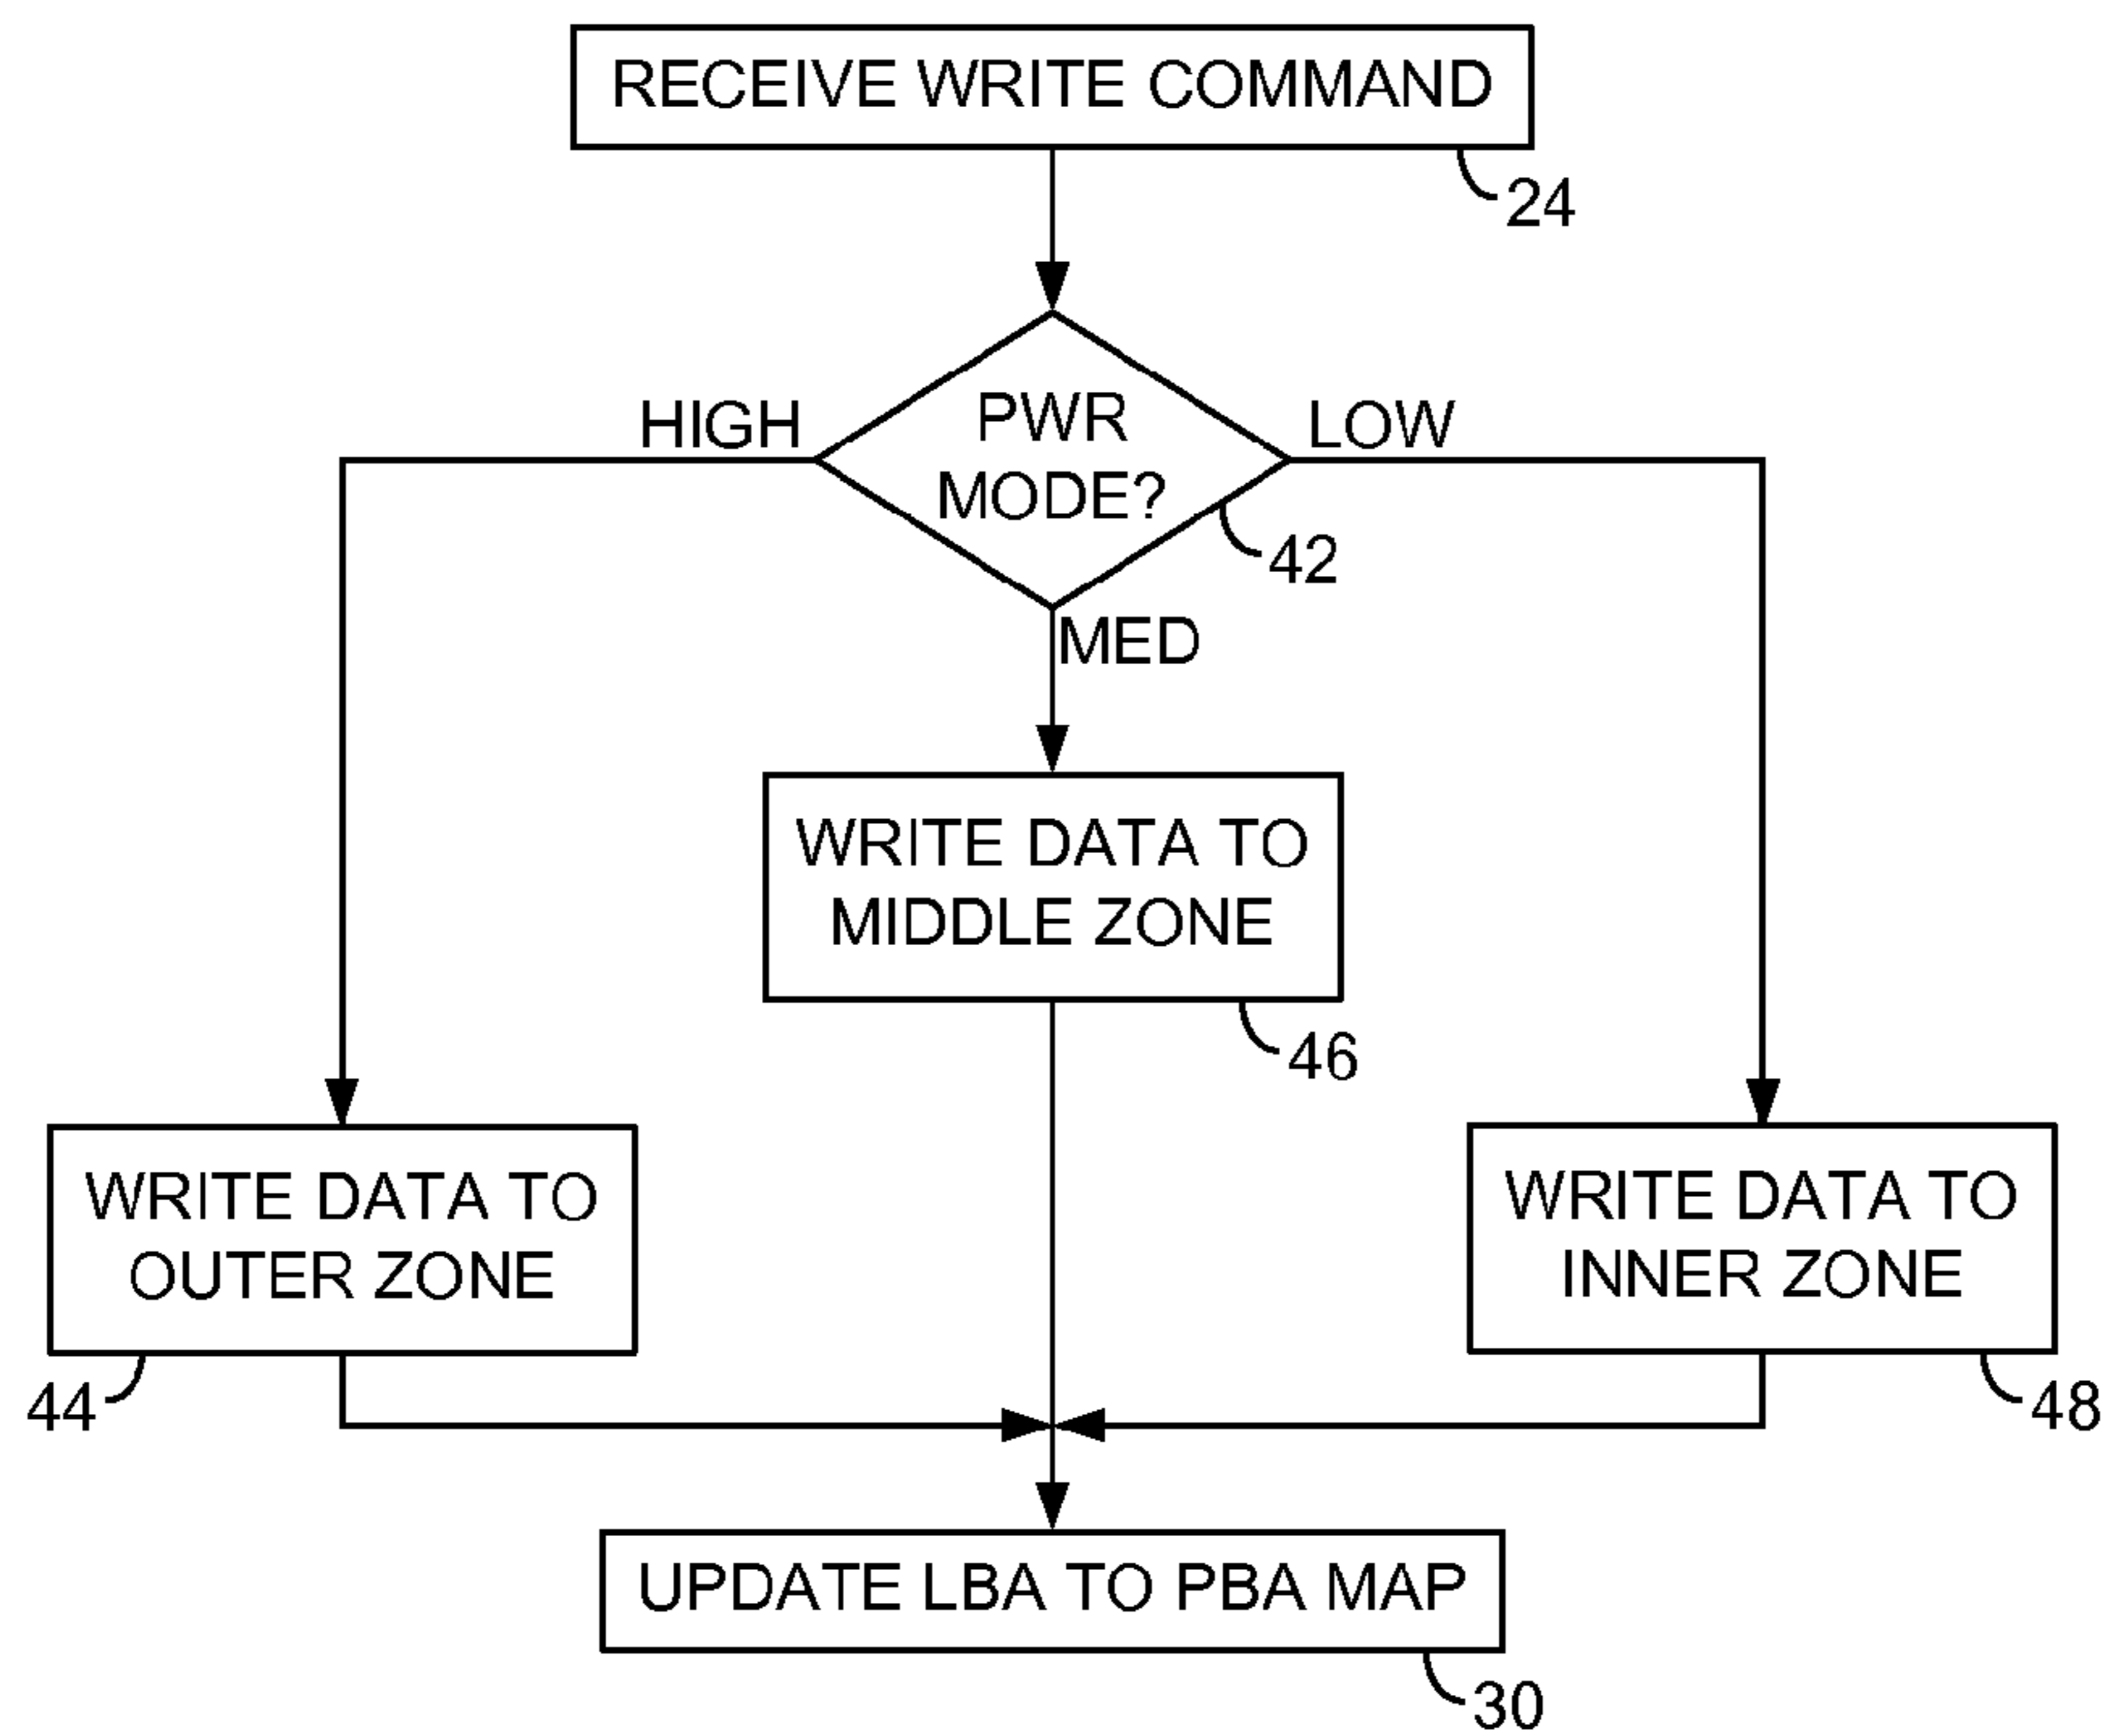 RECEIVE WRITE COMMAND
24
PWR
MODE?
HIGH
LOW
42
MED
WRITE DATA TO
MIDDLE ZONE
46
WRITE DATA TO
OUTER ZONE
44
WRITE DATA TO
INNER ZONE
48
UPDATE LBA TO PBA MAP
30